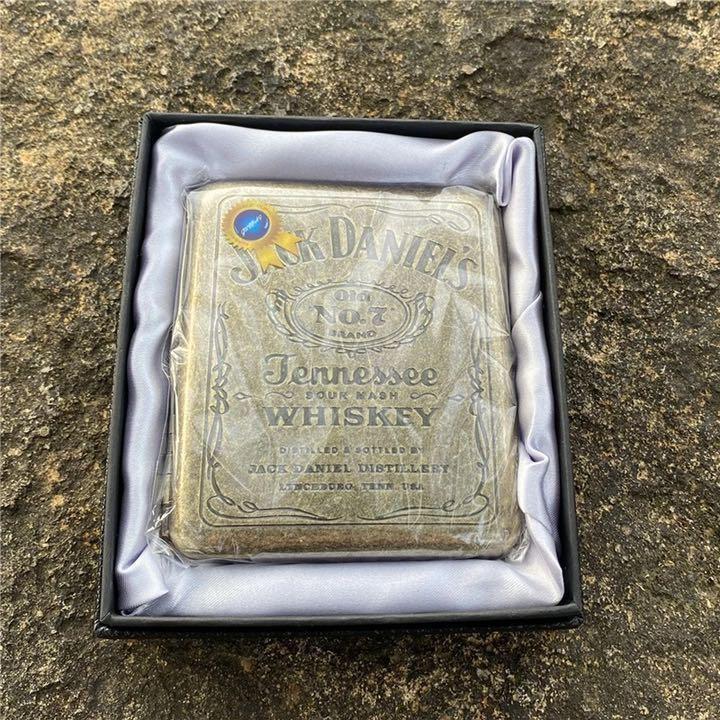 JACK DANIEL'S
Old
No. 7
BRAND
Tennessee
SOUR MASH
WHISKEY
DISTILLED & BOTTLED BY
JACK DANIEL DISTILLERY
LYNCHBURG, TENN. USA